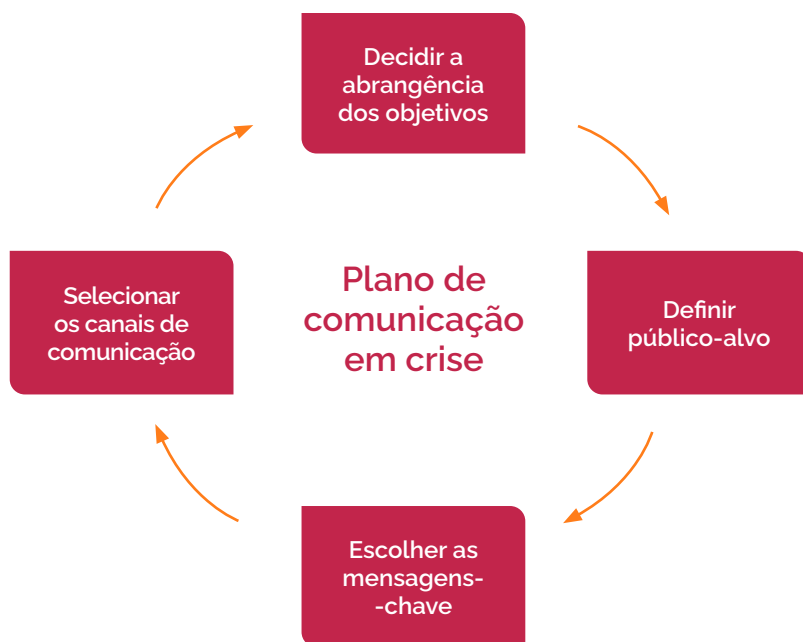 Decidir a
abrangência
dos objetivos
Selecionar
os canais de
comunicação
Plano de
comunicação
em crise
Definir
público-alvo
Escolher as
mensagens-
-chave